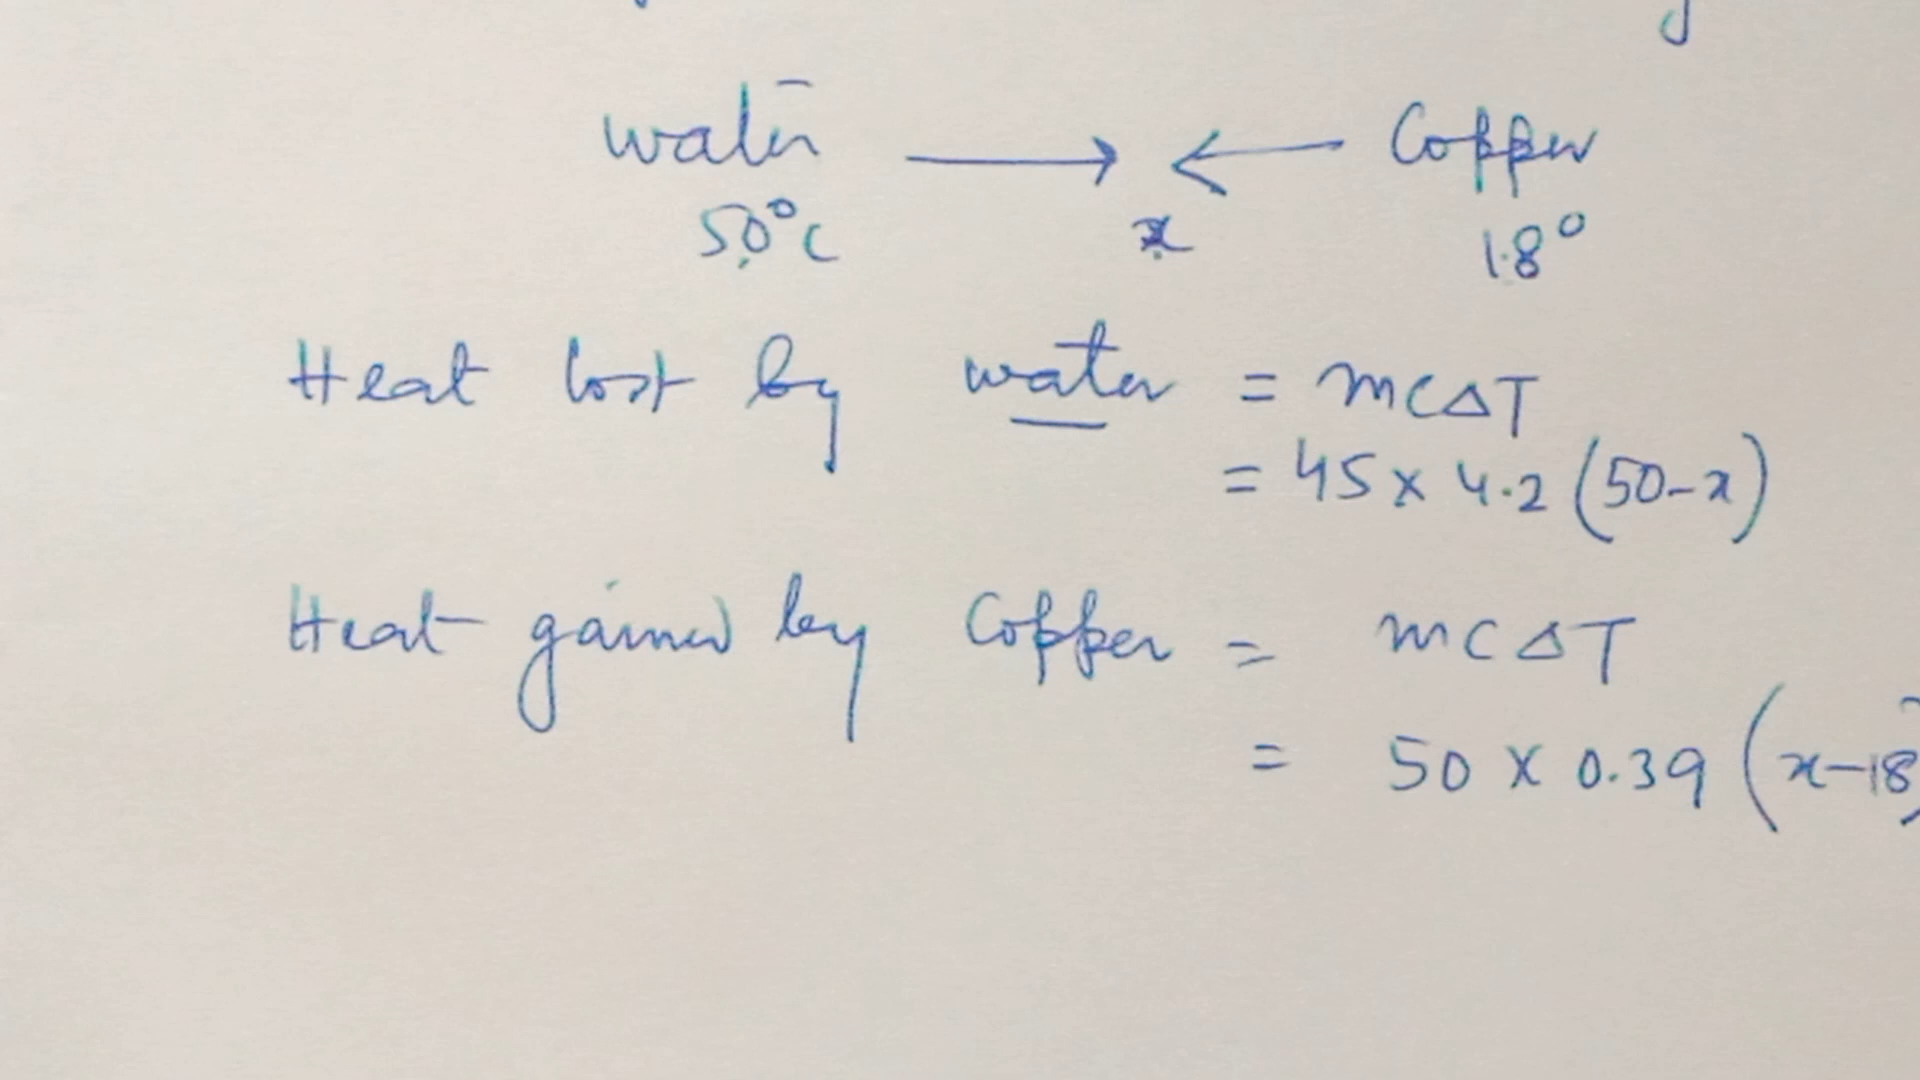 water → ← Copper
50°C x 18°
Heat lost by water = mcΔT
= 45 x 4.2 (50-x)
Heat gained by Copper = mcΔT
= 50 x 0.39 (x-18)